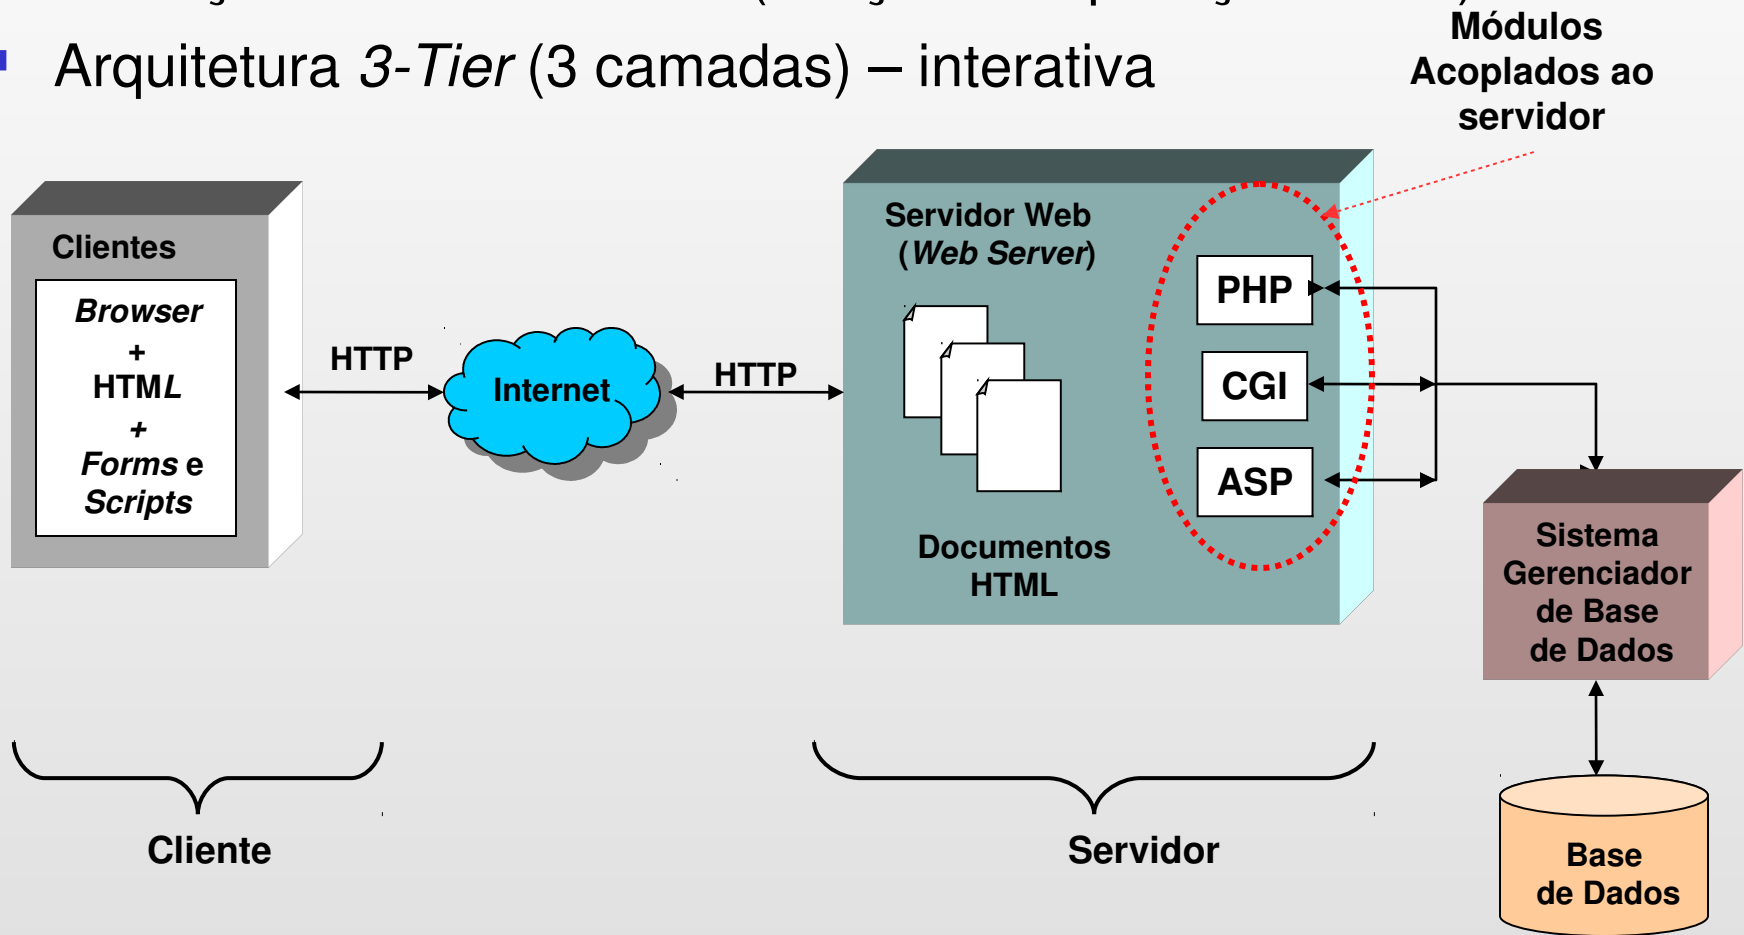 Arquitetura 3-Tier (3 camadas) – interativa
Módulos
Acoplados ao
servidor
Clientes
Browser
+
HTML
+
Forms e
Scripts
HTTP
Internet
HTTP
Servidor Web
(Web Server)
Documentos
HTML
PHP
CGI
ASP
Sistema
Gerenciador
de Base
de Dados
Base
de Dados
Cliente
Servidor